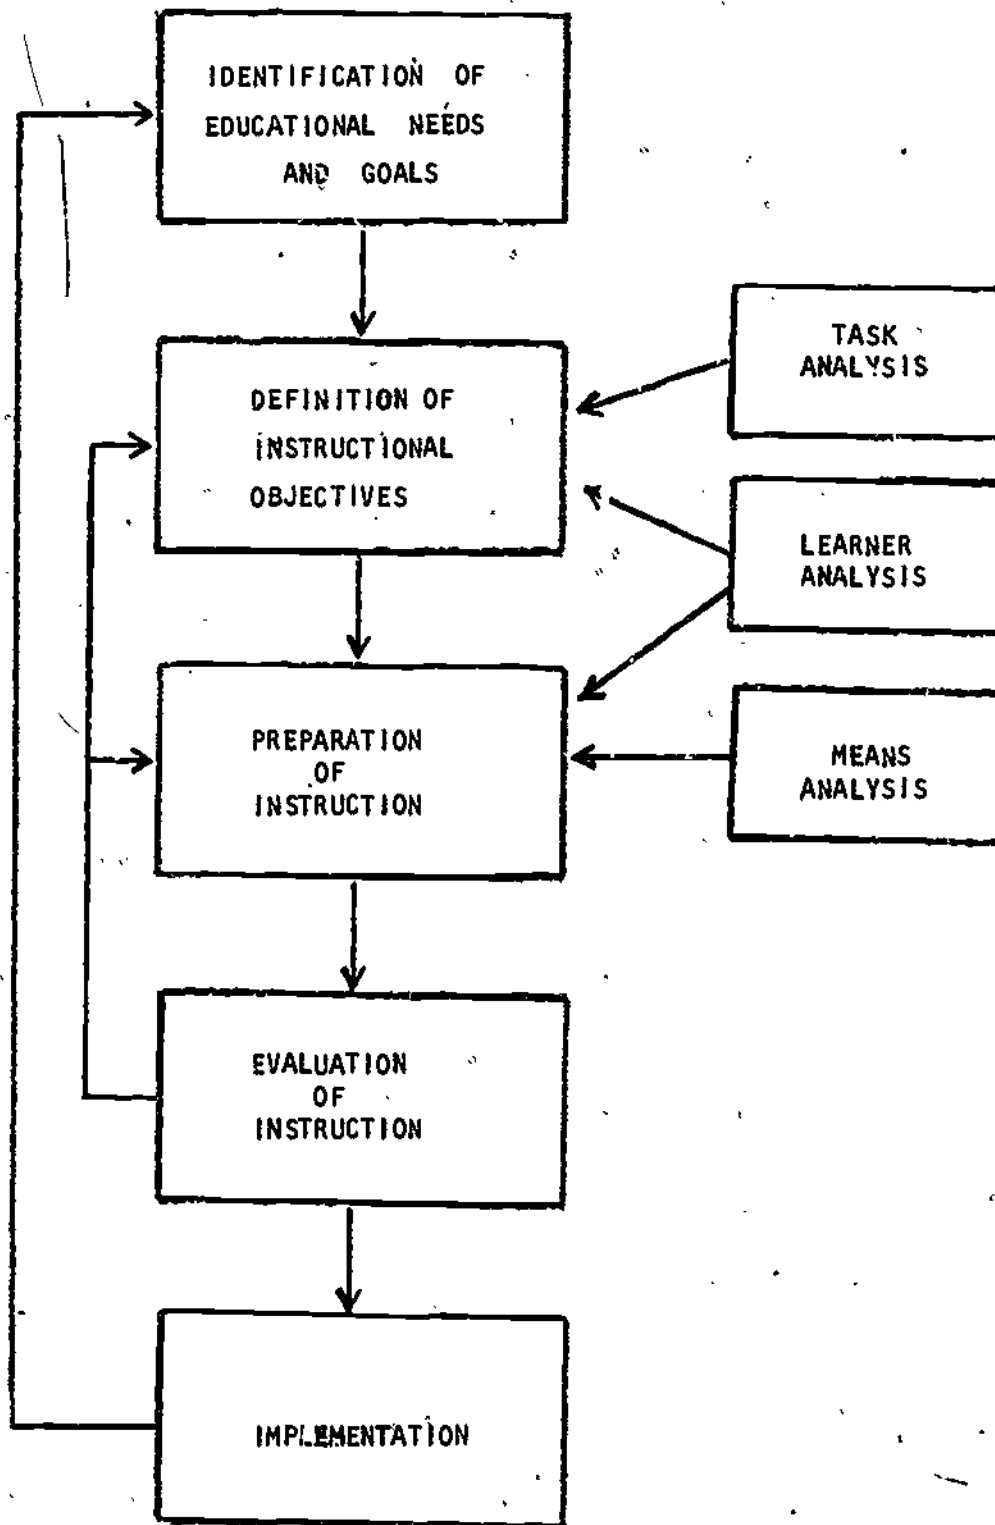 IDENTIFICATION OF
EDUCATIONAL NEEDS
AND GOALS
DEFINITION OF
INSTRUCTIONAL
OBJECTIVES
TASK
ANALYSIS
LEARNER
ANALYSIS
PREPARATION
OF
INSTRUCTION
MEANS
ANALYSIS
EVALUATION
OF
INSTRUCTION
IMPLEMENTATION